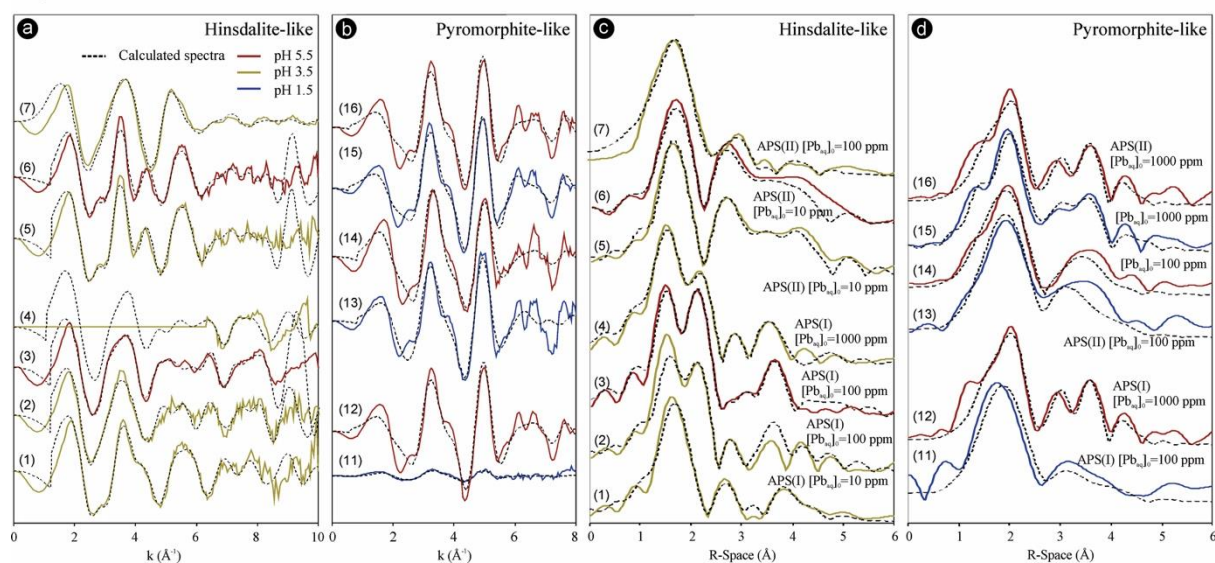 a Hinsdalite-like
Calculated spectra
pH 5.5
pH 3.5
pH 1.5
(7)
(6)
(5)
(4)
(3)
(2)
(1)
0 2 4 6 8 10
k (Å⁻¹)
b Pyromorphite-like
(16)
(15)
(14)
(13)
(12)
(11)
0 2 4 6 8
k (Å⁻¹)
c Hinsdalite-like
(7)
APS(II) [Pbaq]0=100 ppm
(6)
APS(II)
[Pbaq]0=10 ppm
(5)
APS(II) [Pbaq]0=10 ppm
(4)
APS(I)
[Pbaq]0=1000 ppm
(3)
APS(I)
[Pbaq]0=100 ppm
(2)
APS(I)
[Pbaq]0=100 ppm
(1)
APS(I) [Pbaq]0=10 ppm
0 1 2 3 4 5 6
R-Space (Å)
d Pyromorphite-like
APS(II)
[Pbaq]0=1000 ppm
(16)
[Pbaq]0=1000 ppm
(15)
[Pbaq]0=100 ppm
(14)
(13)
APS(II) [Pbaq]0=100 ppm
APS(I)
[Pbaq]0=1000 ppm
(12)
APS(I) [Pbaq]0=100 ppm
(11)
0 1 2 3 4 5 6
R-Space (Å)